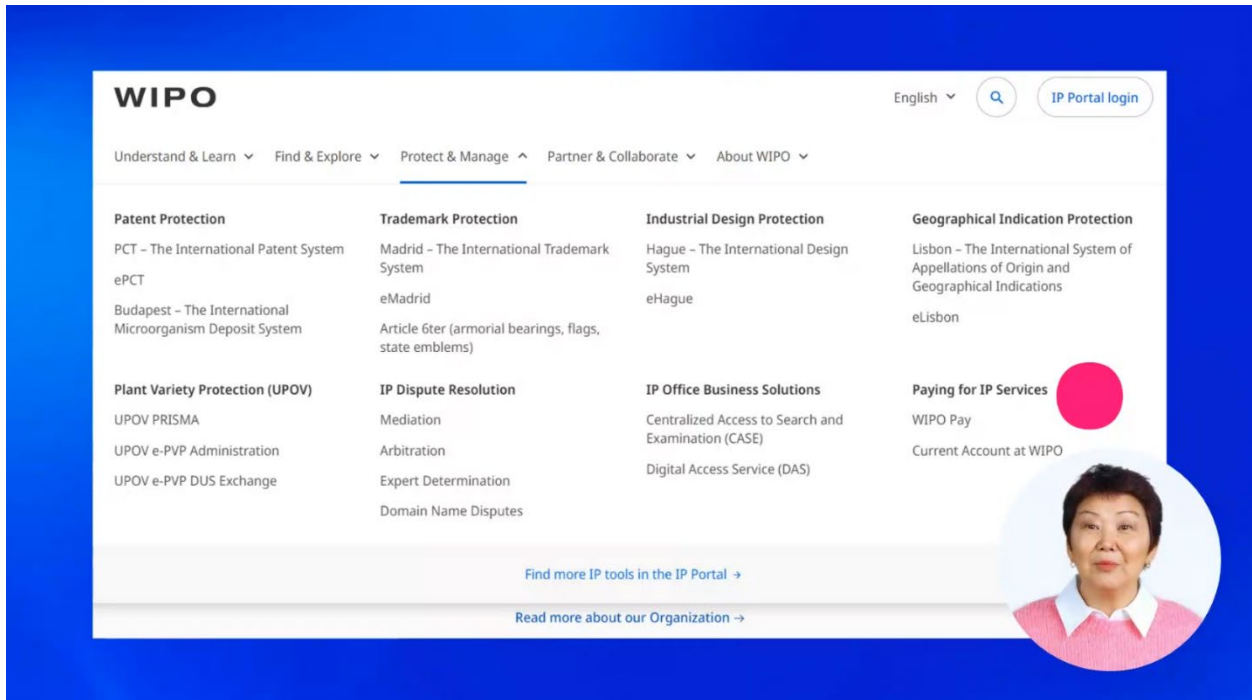 WIPO
English
IP Portal login
Understand & Learn
Find & Explore
Protect & Manage
Partner & Collaborate
About WIPO
Patent Protection
PCT – The International Patent System
ePCT
Budapest – The International
Microorganism Deposit System
Trademark Protection
Madrid – The International Trademark
System
eMadrid
Article 6ter (armorial bearings, flags,
state emblems)
Industrial Design Protection
Hague – The International Design
System
eHague
Geographical Indication Protection
Lisbon – The International System of
Appellations of Origin and
Geographical Indications
eLisbon
Plant Variety Protection (UPOV)
UPOV PRISMA
UPOV e-PVP Administration
UPOV e-PVP DUS Exchange
IP Dispute Resolution
Mediation
Arbitration
Expert Determination
Domain Name Disputes
IP Office Business Solutions
Centralized Access to Search and
Examination (CASE)
Digital Access Service (DAS)
Paying for IP Services
WIPO Pay
Current Account at WIPO
Find more IP tools in the IP Portal →
Read more about our Organization →